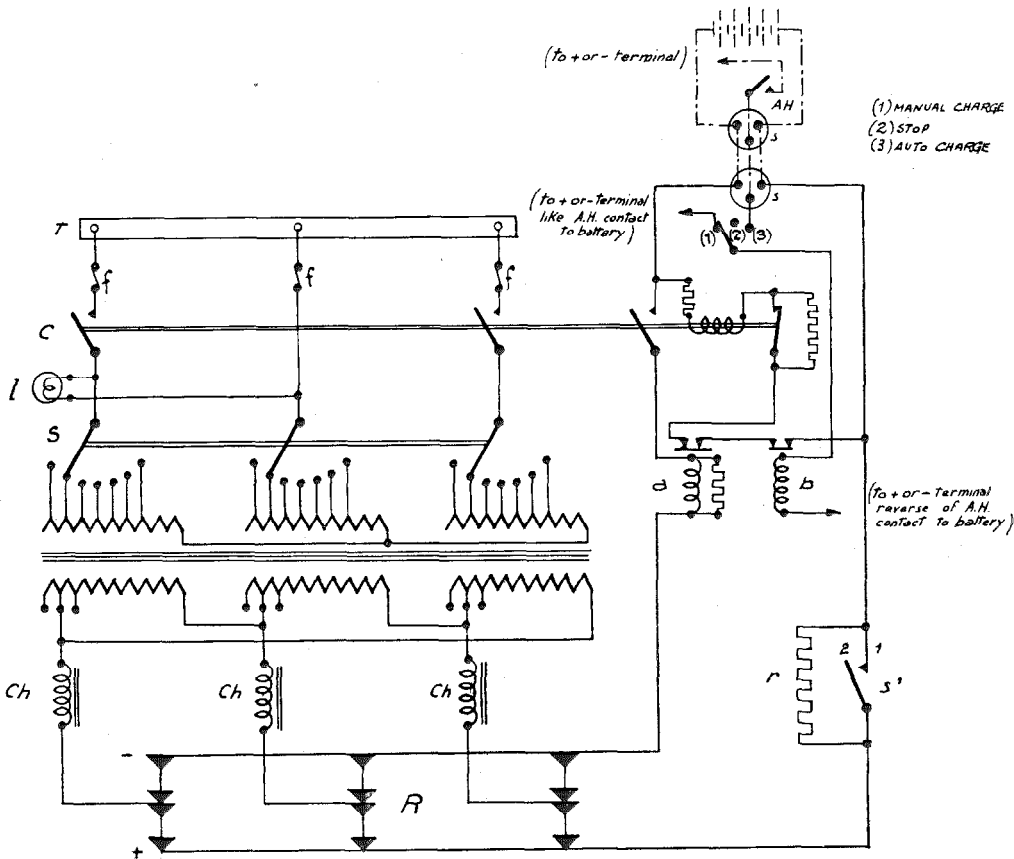 (to + or - terminal)
AH
(1) MANUAL CHARGE
(2) STOP
(3) AUTO CHARGE
s
s
(to + or - terminal
like A.H. contact
to battery)
(1) (2) (3)
T
f
f
f
C
l
S
a
b
(to + or - terminal
reverse of A.H.
contact to battery)
Ch
Ch
Ch
r
2 1
s'
-
R
+